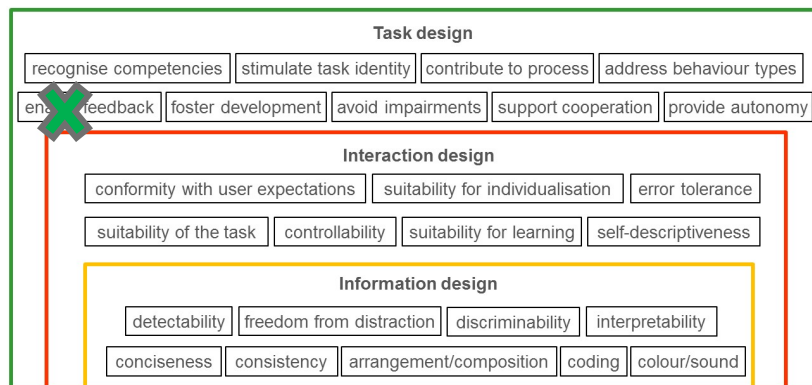 Task design
recognise competencies stimulate task identity contribute to process address behaviour types
feedback foster development avoid impairments support cooperation provide autonomy
Interaction design
conformity with user expectations suitability for individualisation error tolerance
suitability of the task controllability suitability for learning self-descriptiveness
Information design
detectability freedom from distraction discriminability interpretability
conciseness consistency arrangement/composition coding colour/sound